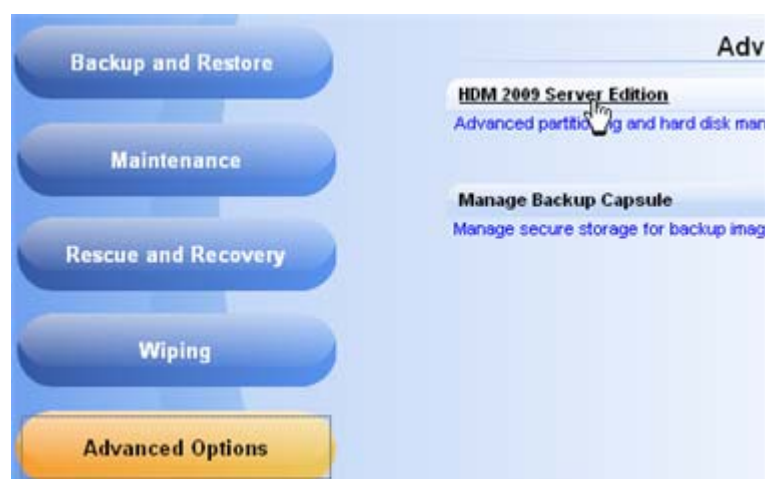 Backup and Restore
Maintenance
Rescue and Recovery
Wiping
Advanced Options
Adv
HDM 2009 Server Edition
Advanced partitioning and hard disk man
Manage Backup Capsule
Manage secure storage for backup imag